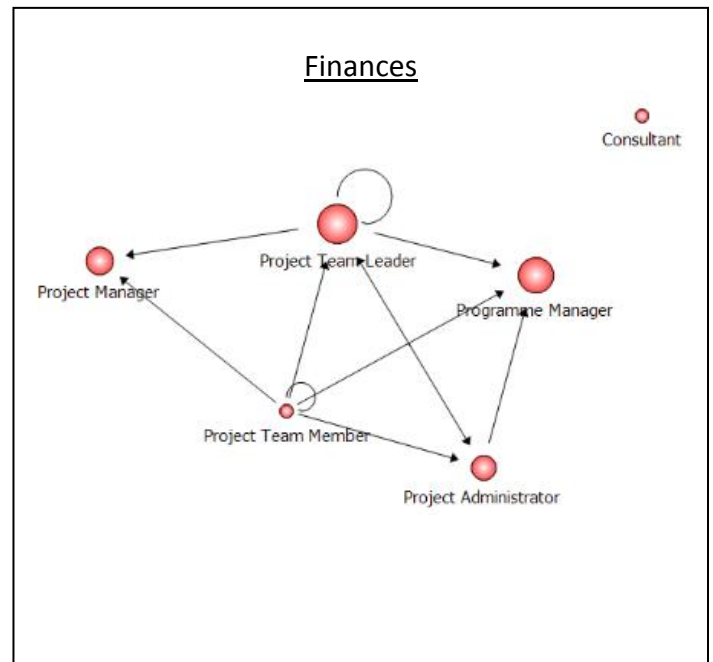 Finances
Consultant
Project Team Leader
Project Manager
Programme Manager
Project Team Member
Project Administrator